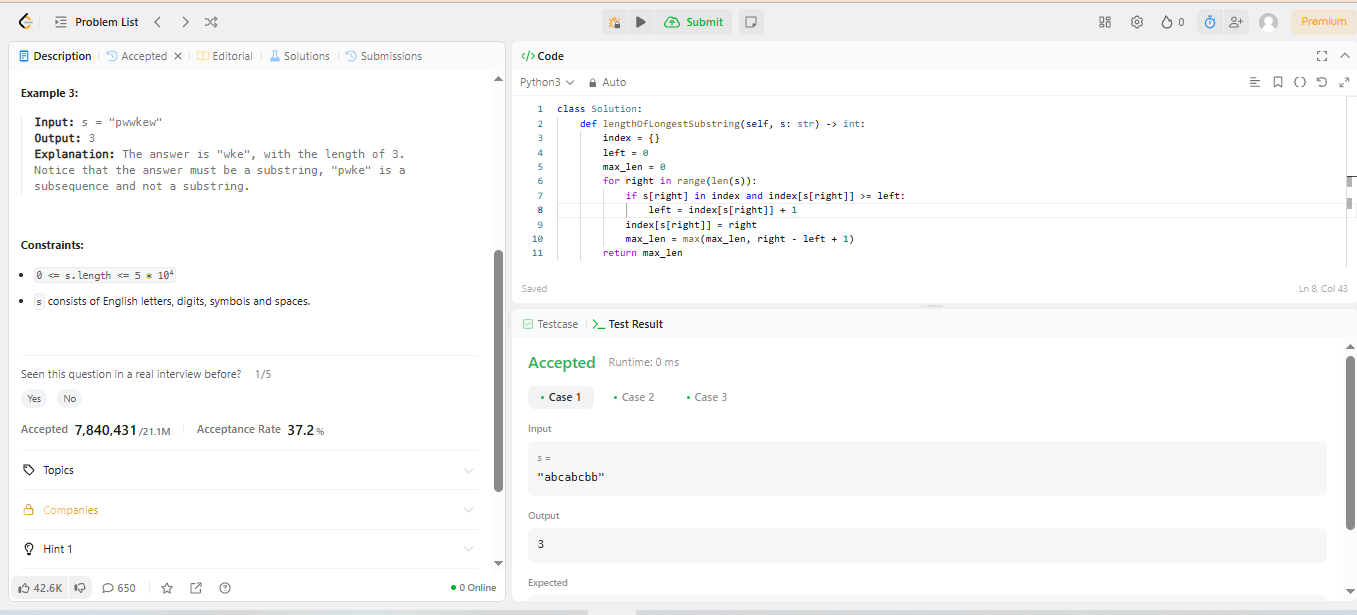 Problem List
Submit
0
Premium
Description
Accepted
Editorial
Solutions
Submissions
Example 3:
Input: s = "pwwkew"
Output: 3
Explanation: The answer is "wke", with the length of 3.
Notice that the answer must be a substring, "pwke" is a
subsequence and not a substring.
Constraints:
0 <= s.length <= 5 * 10⁴
s consists of English letters, digits, symbols and spaces.
Seen this question in a real interview before? 1/5
Yes No
Accepted 7,840,431/21.1M Acceptance Rate 37.2%
Topics
Companies
Hint 1
42.6K 650 0 Online
</> Code
Python3 Auto
1 class Solution:
2     def lengthOfLongestSubstring(self, s: str) -> int:
3         index = {}
4         left = 0
5         max_len = 0
6         for right in range(len(s)):
7             if s[right] in index and index[s[right]] >= left:
8                 left = index[s[right]] + 1
9             index[s[right]] = right
10             max_len = max(max_len, right - left + 1)
11         return max_len
Saved Ln 8, Col 43
Testcase >_ Test Result
Accepted Runtime: 0 ms
Case 1 Case 2 Case 3
Input
s =
"abcabcbb"
Output
3
Expected